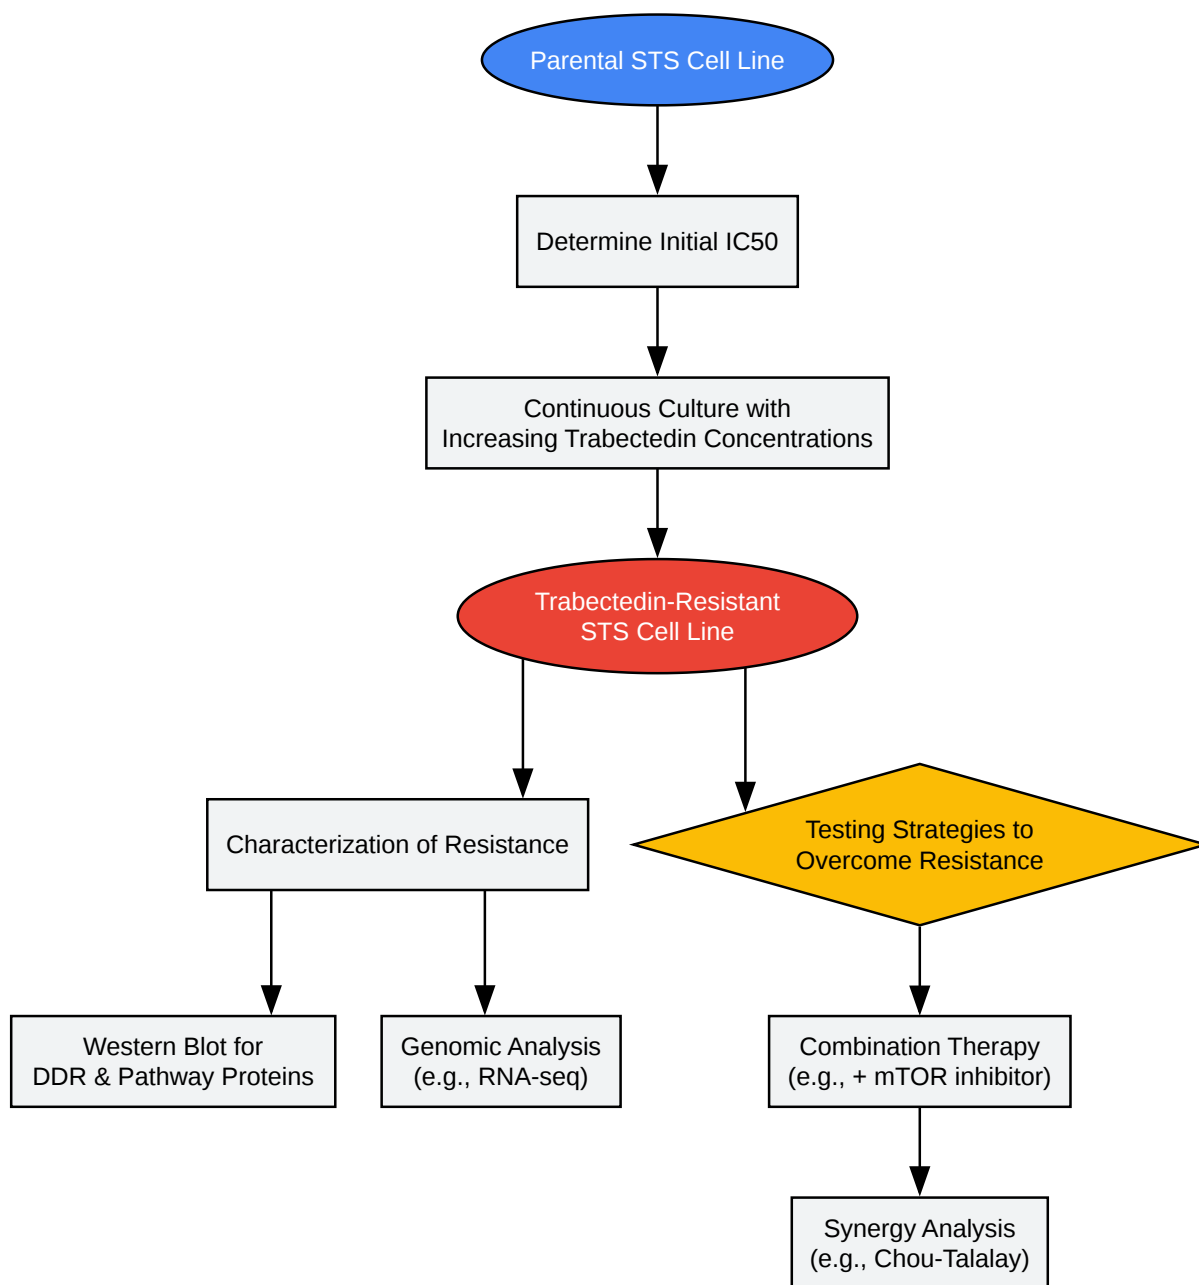 Parental STS Cell Line
Determine Initial IC50
Continuous Culture with
Increasing Trabectedin Concentrations
Trabectedin-Resistant
STS Cell Line
Characterization of Resistance
Testing Strategies to
Overcome Resistance
Western Blot for
DDR & Pathway Proteins
Genomic Analysis
(e.g., RNA-seq)
Combination Therapy
(e.g., + mTOR inhibitor)
Synergy Analysis
(e.g., Chou-Talalay)